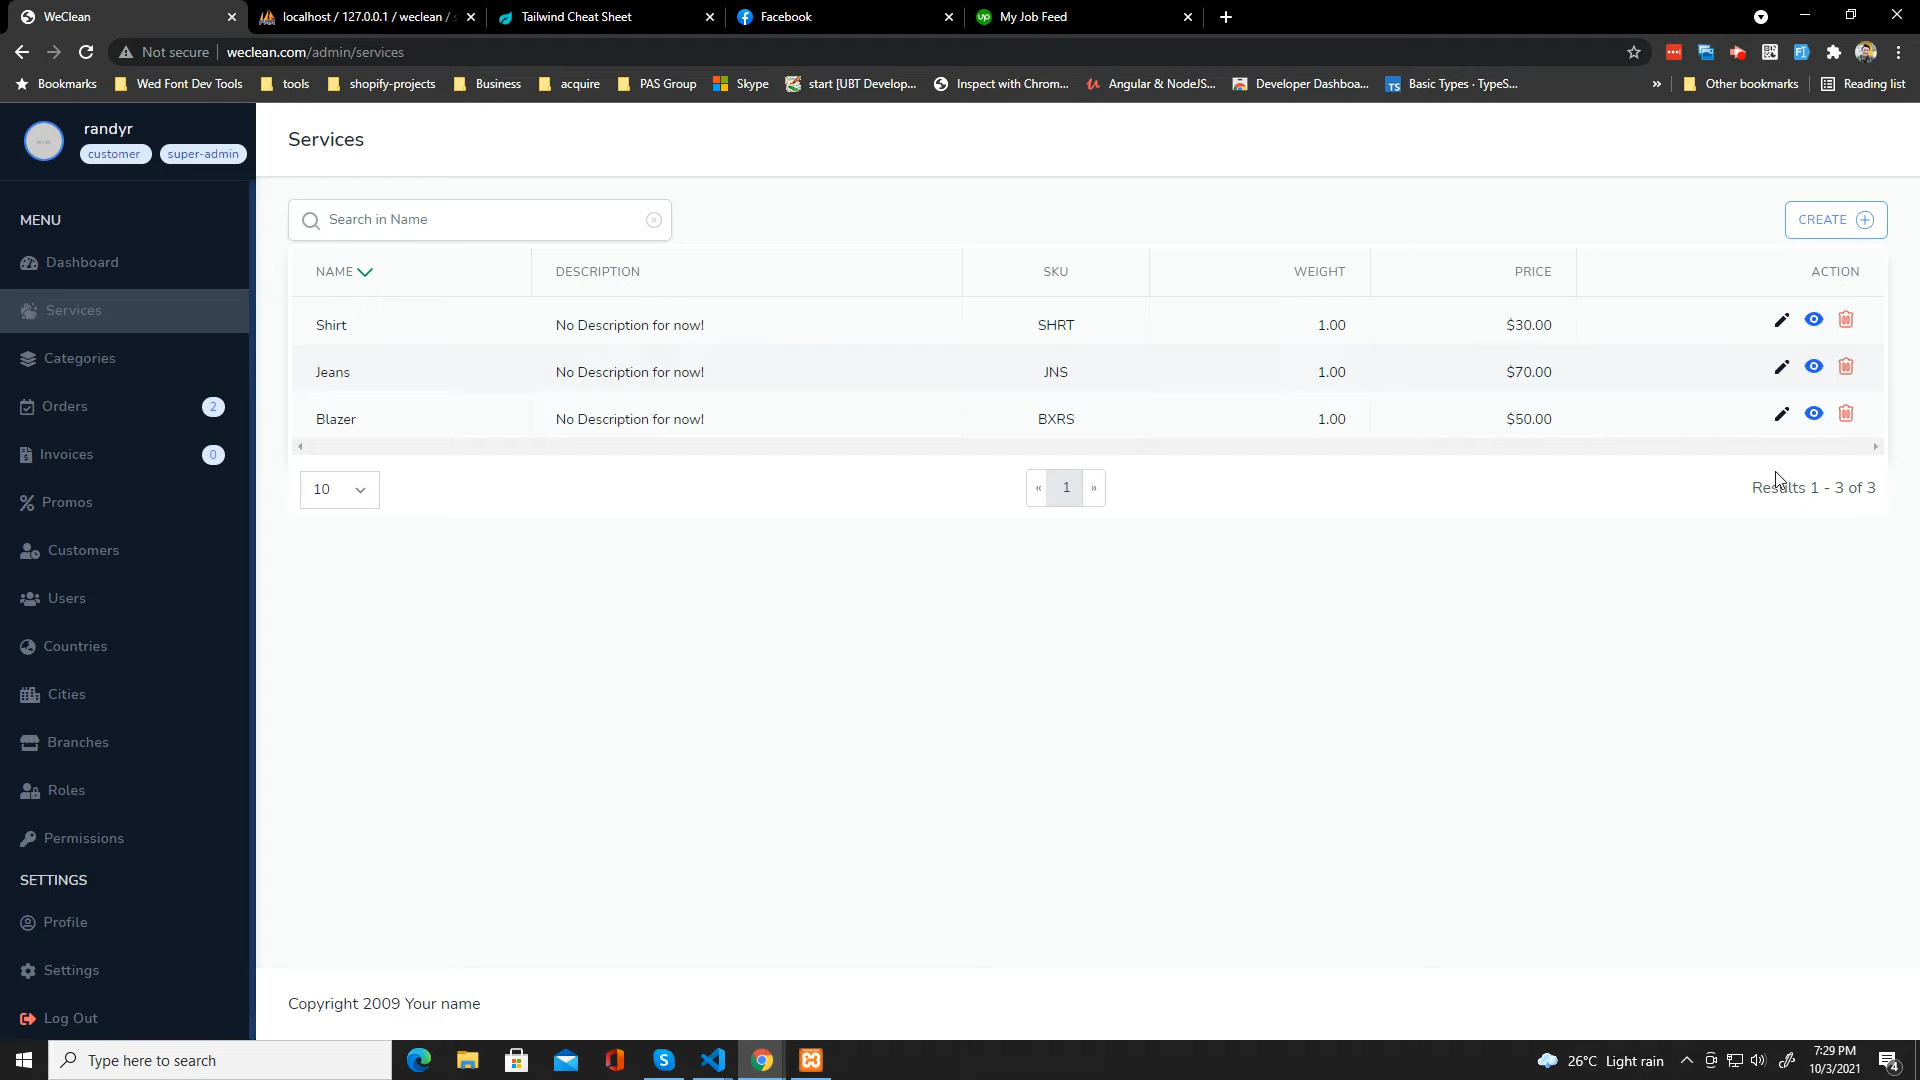 WeClean
localhost / 127.0.0.1 / weclean /
Tailwind Cheat Sheet
Facebook
up My Job Feed
Not secure weclean.com/admin/services
Bookmarks Wed Font Dev Tools tools shopify-projects Business acquire PAS Group Skype start [UBT Develop... Inspect with Chrom... Angular & NodeJS... Developer Dashboa... TS Basic Types · TypeS... » Other bookmarks Reading list
randyr
customer super-admin
Services
MENU
Search in Name
CREATE
Dashboard
NAME DESCRIPTION SKU WEIGHT PRICE ACTION
Services
Shirt No Description for now! SHRT 1.00 $30.00
Categories
Jeans No Description for now! JNS 1.00 $70.00
Orders 2
Blazer No Description for now! BXRS 1.00 $50.00
Invoices 0
10 « 1 » Results 1 - 3 of 3
Promos
Customers
Users
Countries
Cities
Branches
Roles
Permissions
SETTINGS
Profile
Settings
Copyright 2009 Your name
Log Out
Type here to search
26°C Light rain
7:29 PM
10/3/2021
4